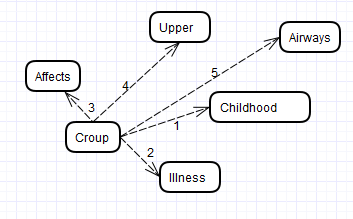 Upper
Airways
5
4
Affects
3
Childhood
1
Croup
2
Illness